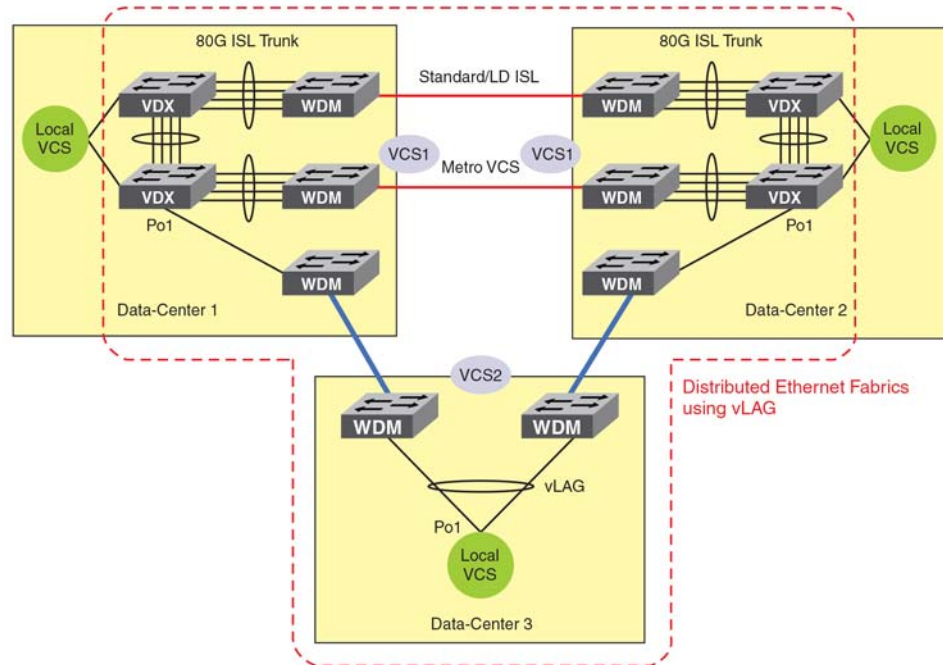 80G ISL Trunk
80G ISL Trunk
Standard/LD ISL
VDX
WDM
WDM
VDX
Local
VCS
Local
VCS
VCS1
VCS1
Metro VCS
VDX
WDM
WDM
VDX
Po1
Po1
WDM
WDM
Data-Center 1
Data-Center 2
VCS2
Distributed Ethernet Fabrics
using vLAG
WDM
WDM
vLAG
Po1
Local
VCS
Data-Center 3